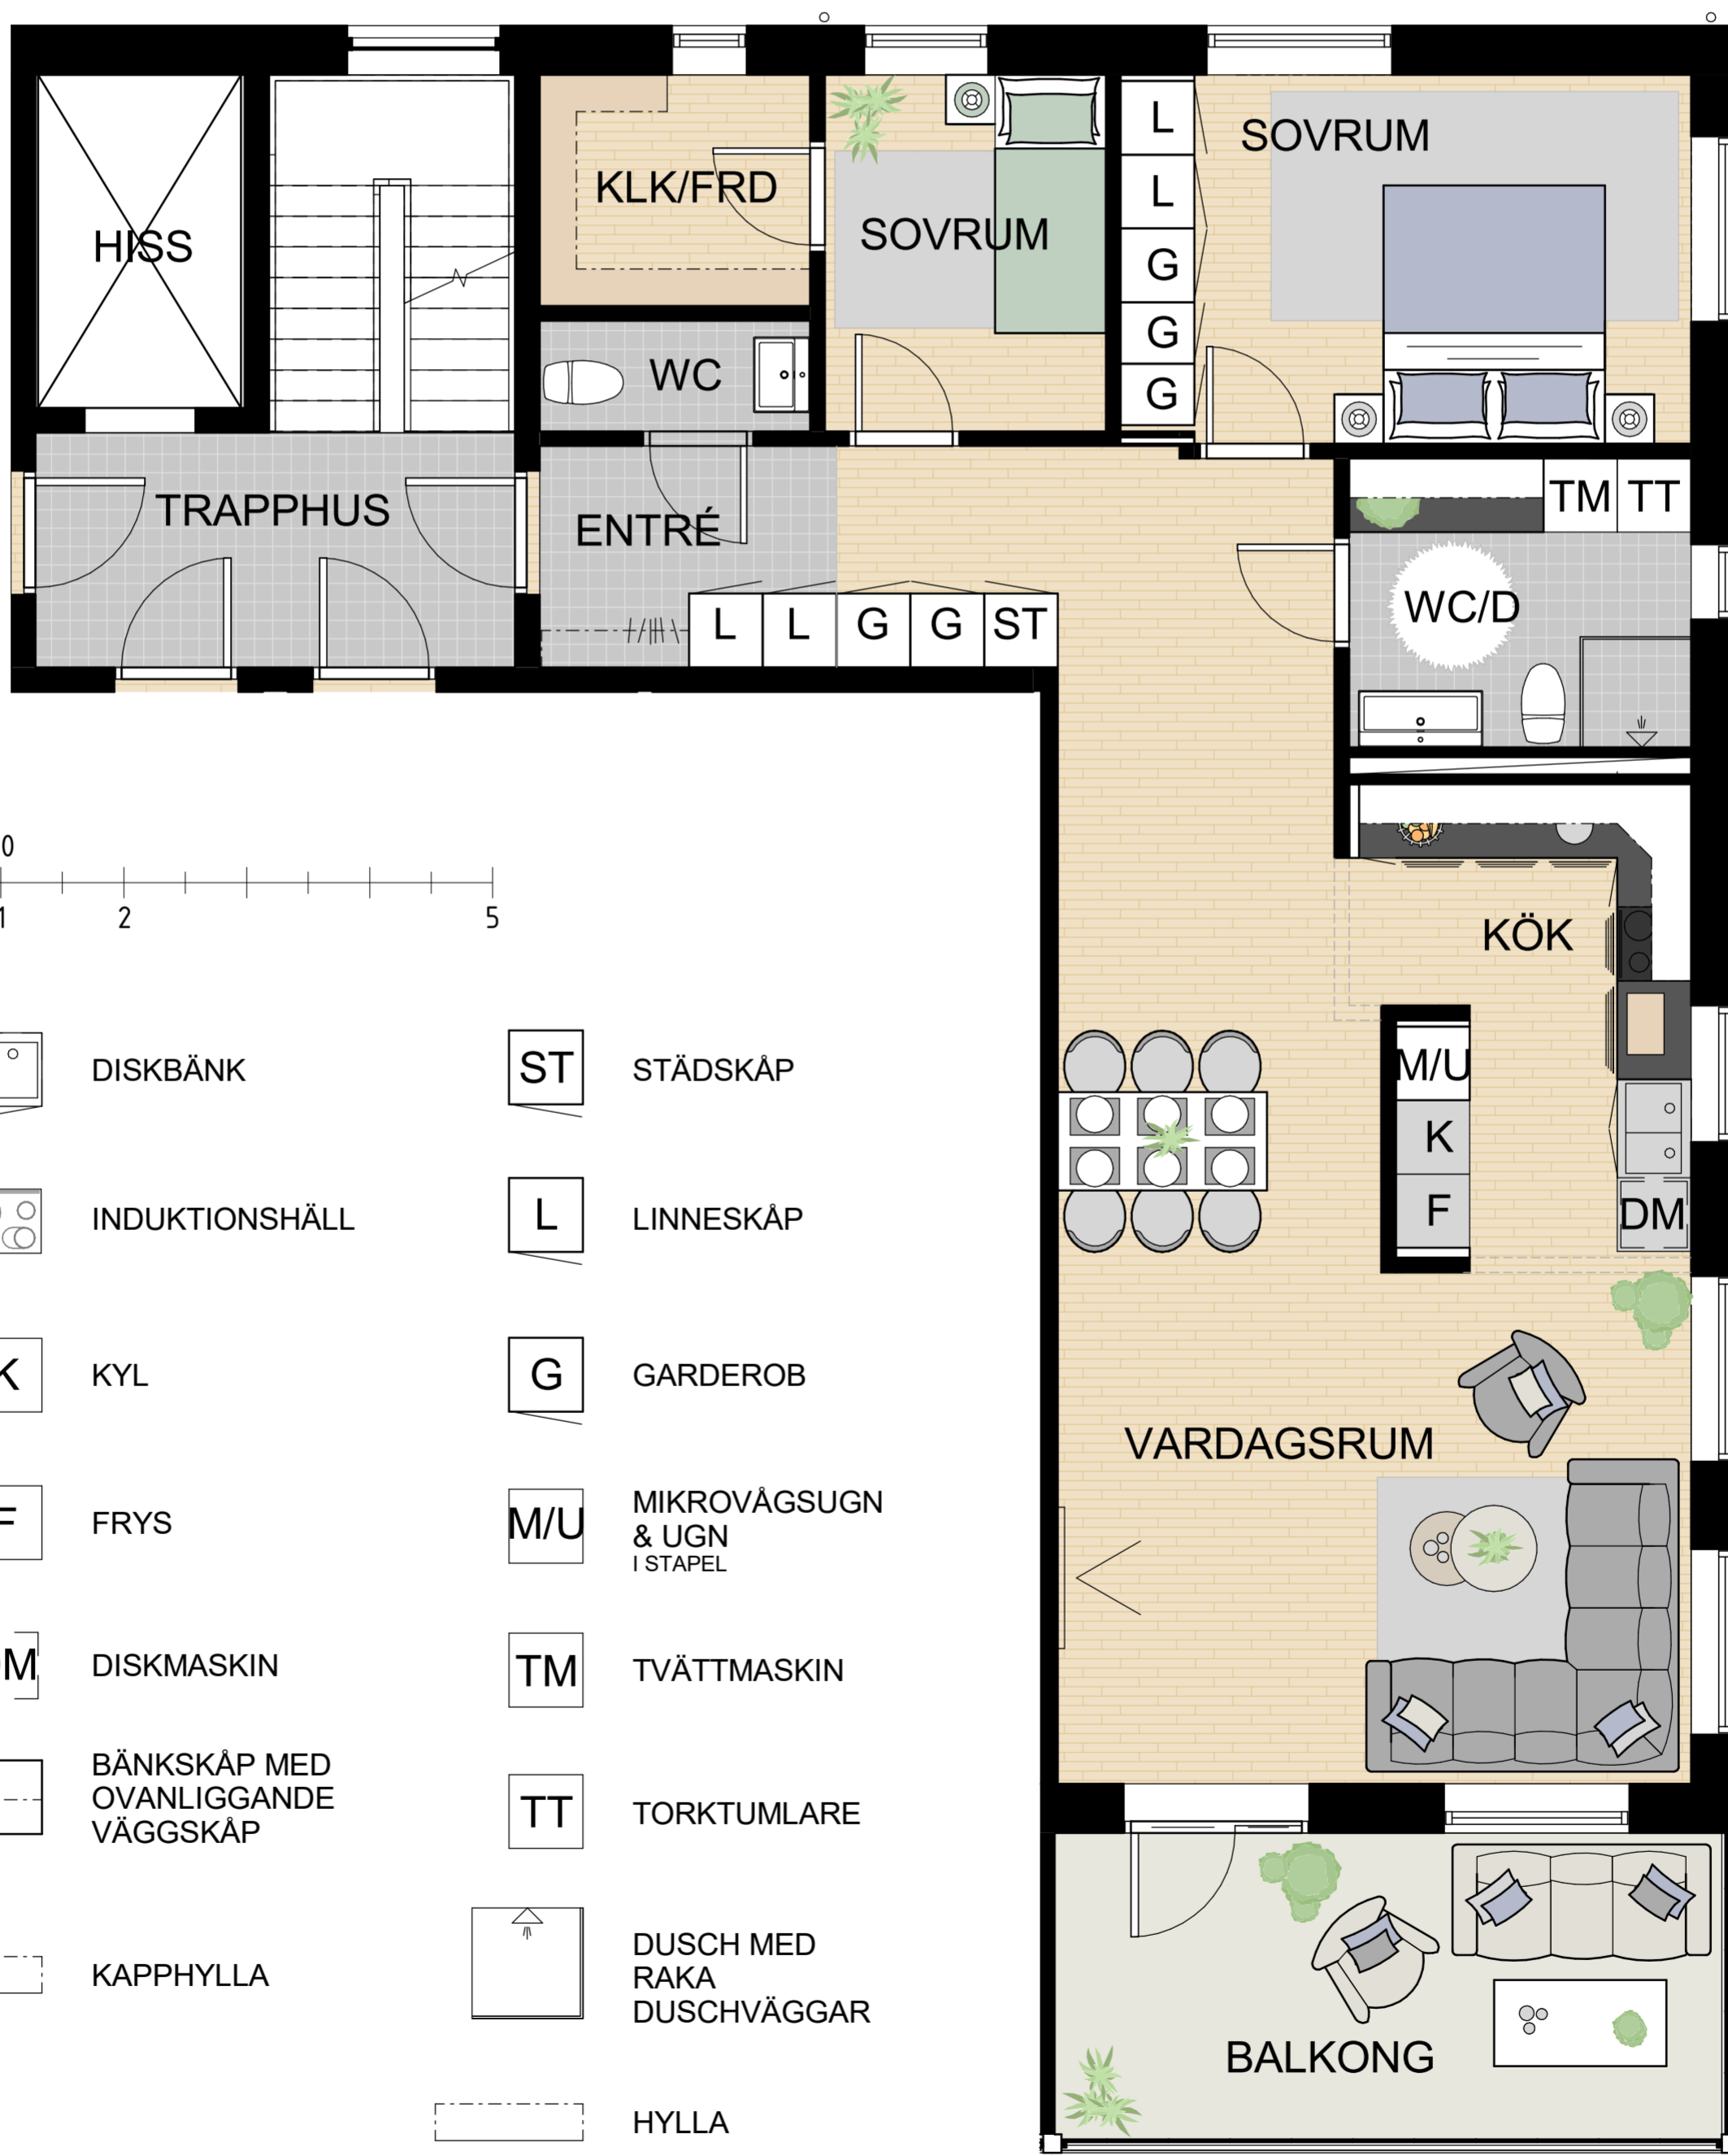 HISS
KLK/FRD
SOVRUM
L
L
G
G
G
SOVRUM
WC
TRAPPHUS
ENTRÉ
L
L
G
G
ST
TM
TT
WC/D
KÖK
M/U
K
F
DM
VARDAGSRUM
BALKONG
0
1
2
5
DISKBÄNK
INDUKTIONSHÄLL
K
KYL
F
FRYS
DM
DISKMASKIN
BÄNKSKÅP MED
OVANLIGGANDE
VÄGGSKÅP
KAPPHYLLA
ST
STÄDSKÅP
L
LINNESKÅP
G
GARDEROB
M/U
MIKROVÅGSUGN
& UGN
I STAPEL
TM
TVÄTTMASKIN
TT
TORKTUMLARE
DUSCH MED
RAKA
DUSCHVÄGGAR
HYLLA